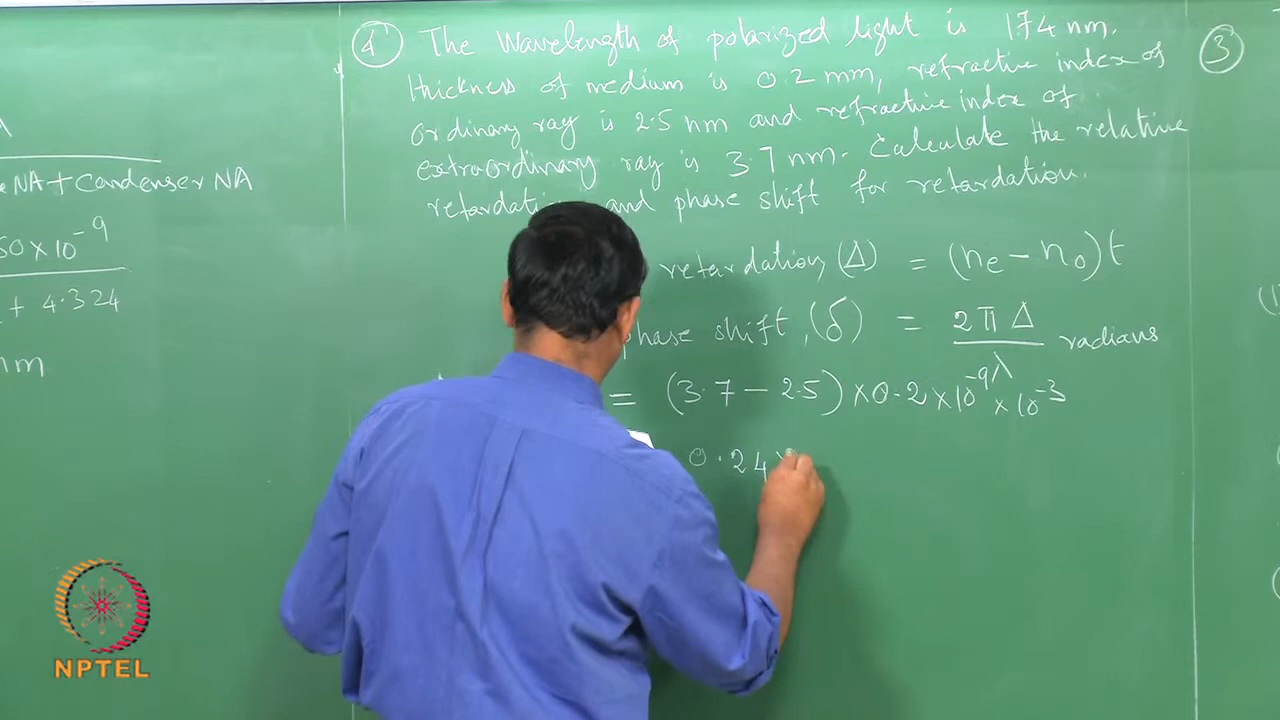 ④ The wavelength of polarized light is 174 nm.
thickness of medium is 0.2 mm, refractive index of
ordinary ray is 2.5 nm and refractive index of
extraordinary ray is 3.7 nm. Calculate the relative
and phase shift for retardation.
retardation, (Δ) = (ne - no)t
phase shift, (δ) = 2πΔ / λ radians
= (3.7 - 2.5) × 0.2 × 10^-9 × 10^-3
0.24
e NA + Condenser NA
50 × 10^-9
+ 4.324
nm
③
NPTEL